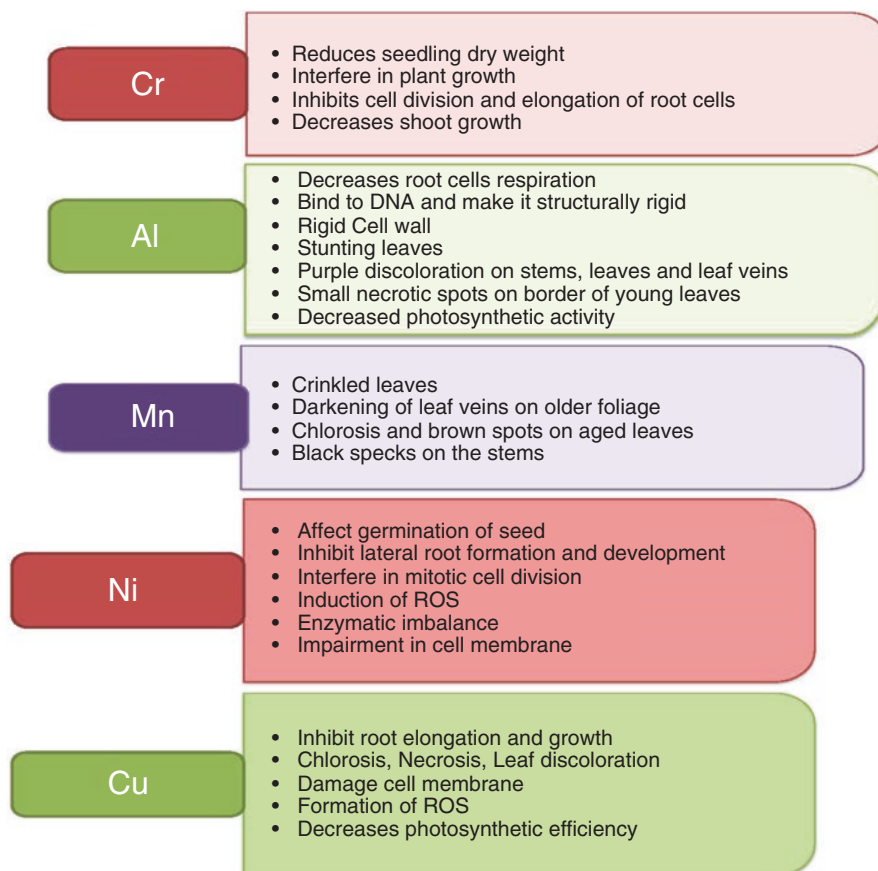 Cr
• Reduces seedling dry weight
• Interfere in plant growth
• Inhibits cell division and elongation of root cells
• Decreases shoot growth
Al
• Decreases root cells respiration
• Bind to DNA and make it structurally rigid
• Rigid Cell wall
• Stunting leaves
• Purple discoloration on stems, leaves and leaf veins
• Small necrotic spots on border of young leaves
• Decreased photosynthetic activity
Mn
• Crinkled leaves
• Darkening of leaf veins on older foliage
• Chlorosis and brown spots on aged leaves
• Black specks on the stems
Ni
• Affect germination of seed
• Inhibit lateral root formation and development
• Interfere in mitotic cell division
• Induction of ROS
• Enzymatic imbalance
• Impairment in cell membrane
Cu
• Inhibit root elongation and growth
• Chlorosis, Necrosis, Leaf discoloration
• Damage cell membrane
• Formation of ROS
• Decreases photosynthetic efficiency